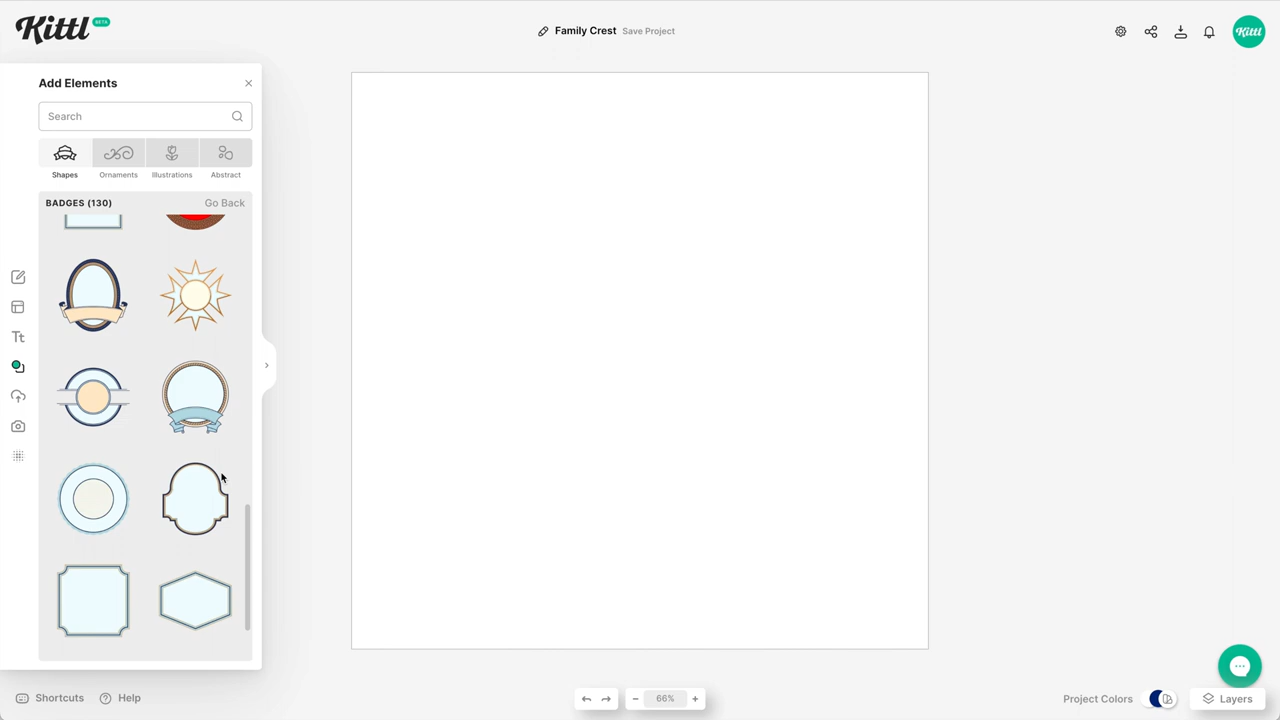 Kittl BETA
Family Crest Save Project
Kittl
Add Elements
Search
Shapes Ornaments Illustrations Abstract
BADGES (130) Go Back
Tt
Shortcuts Help
66%
Project Colors
Layers